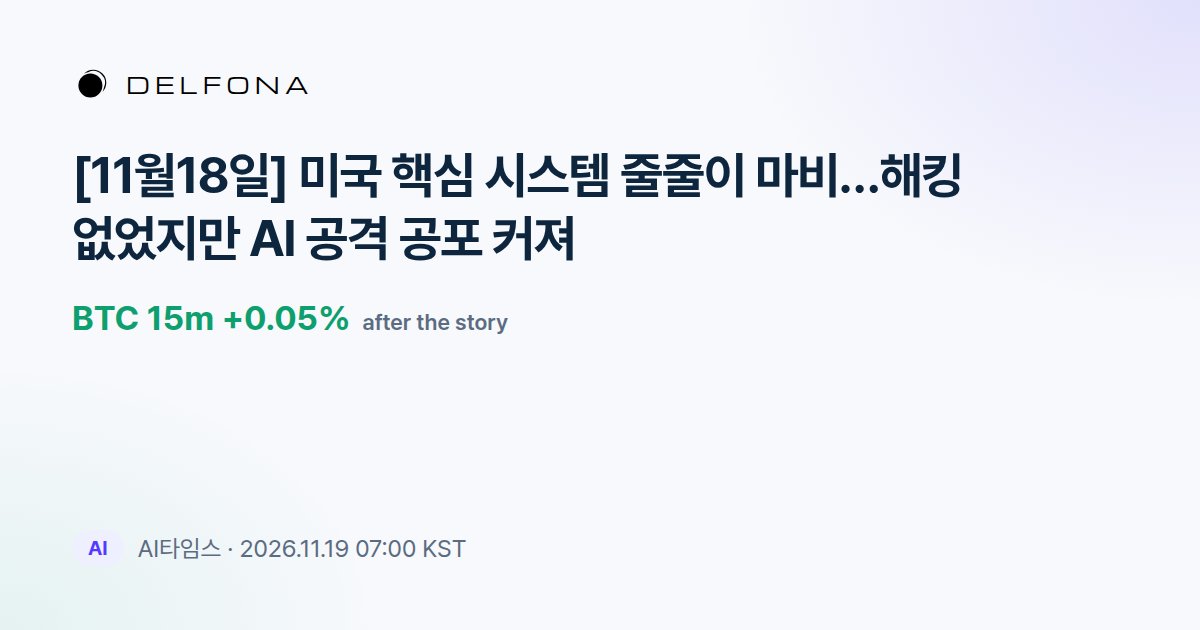 DELFONA
[11월18일] 미국 핵심 시스템 줄줄이 마비...해킹
없었지만 AI 공격 공포 커져
BTC 15m +0.05% after the story
AI AI타임스 · 2026.11.19 07:00 KST